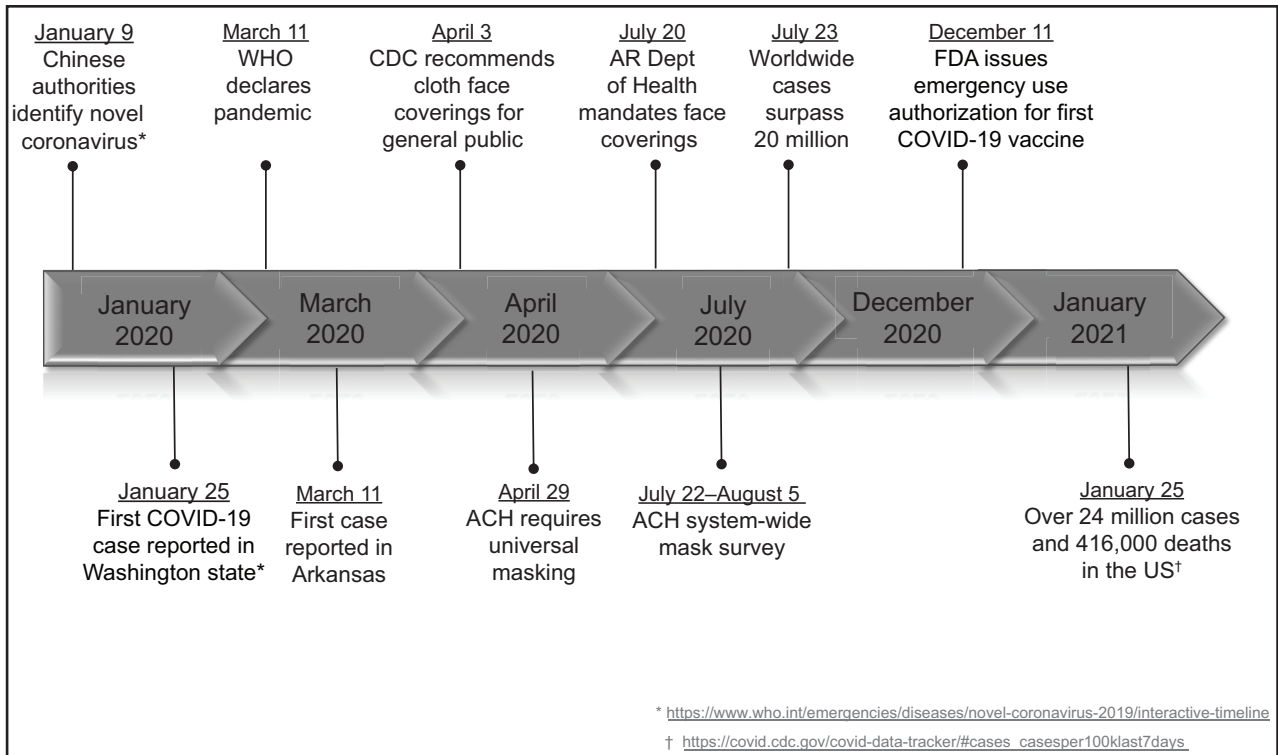 January 9
Chinese
authorities
identify novel
coronavirus*
March 11
WHO
declares
pandemic
April 3
CDC recommends
cloth face
coverings for
general public
July 20
AR Dept
of Health
mandates face
coverings
July 23
Worldwide
cases
surpass
20 million
December 11
FDA issues
emergency use
authorization for first
COVID-19 vaccine
January
2020
March
2020
April
2020
July
2020
December
2020
January
2021
January 25
First COVID-19
case reported in
Washington state*
March 11
First case
reported in
Arkansas
April 29
ACH requires
universal
masking
July 22–August 5
ACH system-wide
mask survey
January 25
Over 24 million cases
and 416,000 deaths
in the US†
* https://www.who.int/emergencies/diseases/novel-coronavirus-2019/interactive-timeline
† https://covid.cdc.gov/covid-data-tracker/#cases_casesper100klast7days